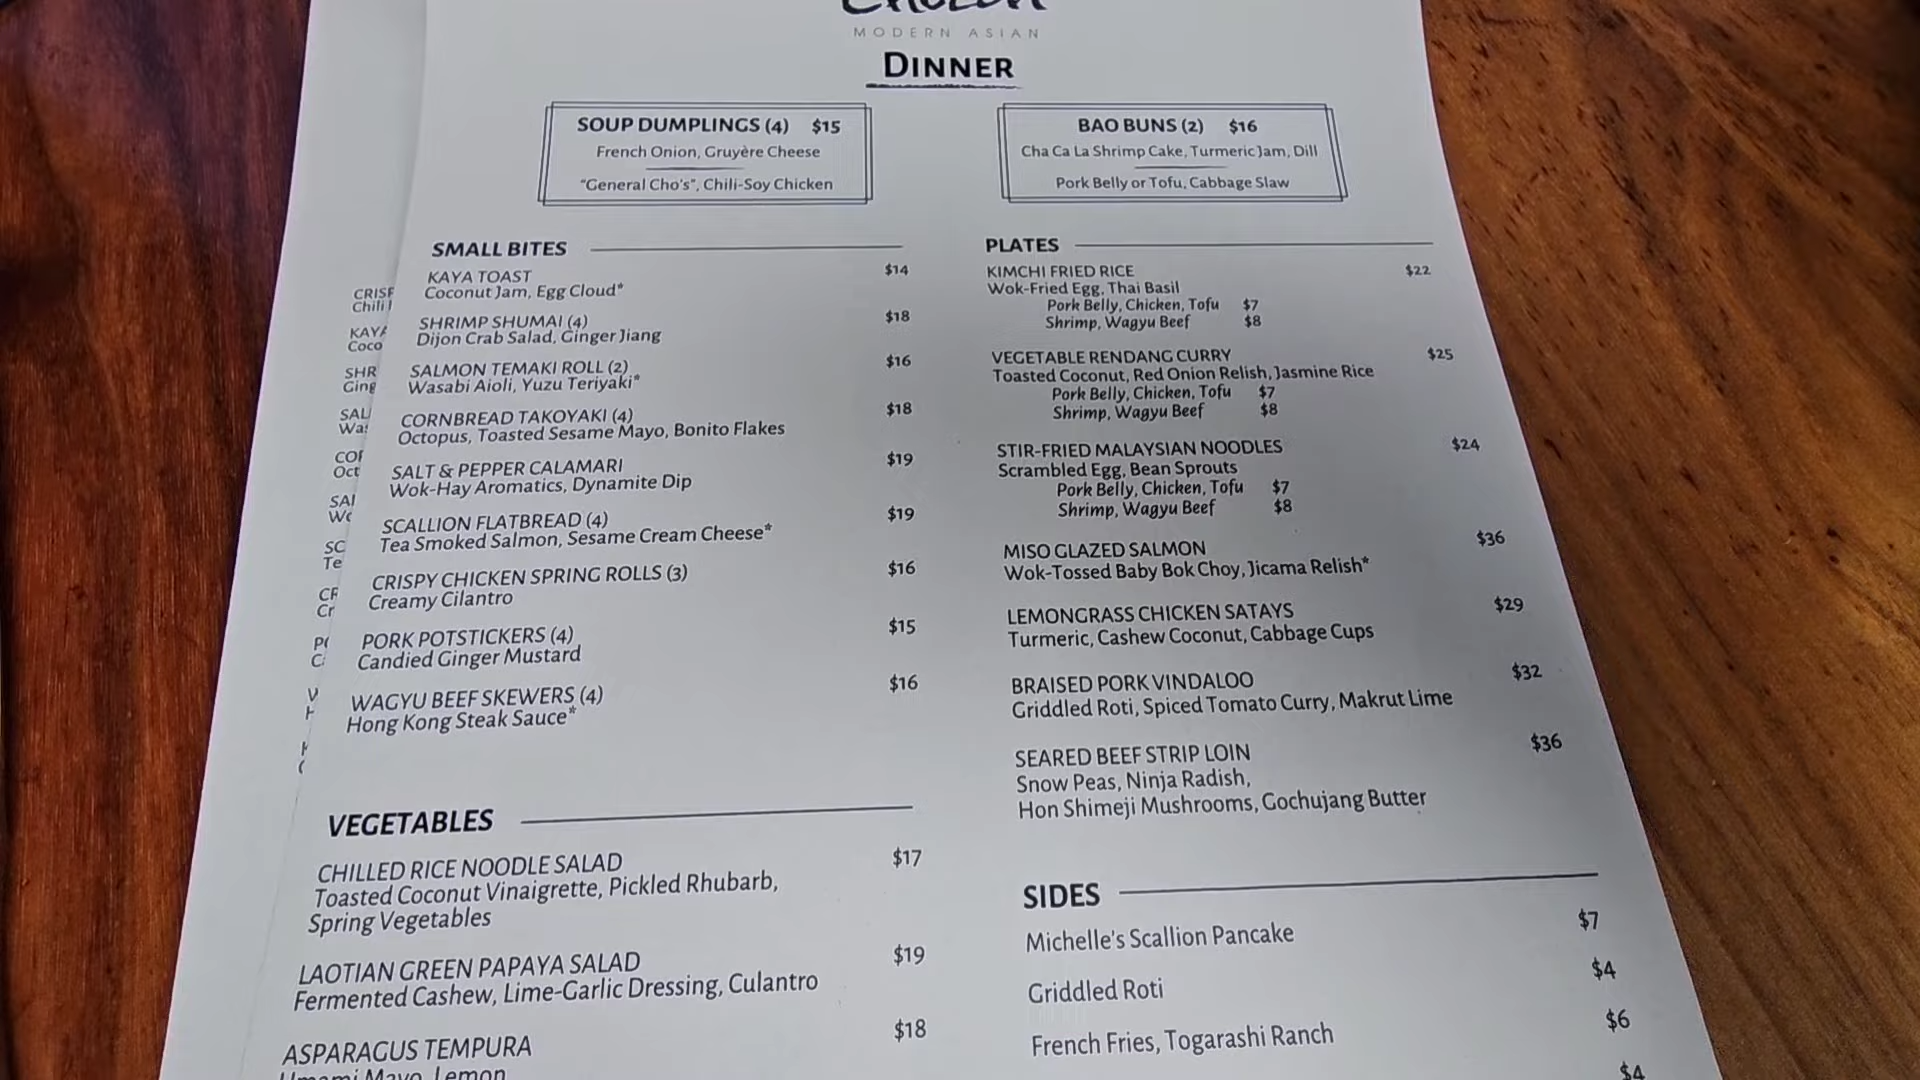 MODERN ASIAN
DINNER
SOUP DUMPLINGS (4) $15
French Onion, Gruyère Cheese
"General Cho's", Chili-Soy Chicken
BAO BUNS (2) $16
Cha Ca La Shrimp Cake, Turmeric Jam, Dill
Pork Belly or Tofu, Cabbage Slaw
SMALL BITES
KAYA TOAST $14
Coconut Jam, Egg Cloud*
SHRIMP SHUMAI (4) $18
Dijon Crab Salad, Ginger Jiang
SALMON TEMAKI ROLL (2) $16
Wasabi Aioli, Yuzu Teriyaki*
CORNBREAD TAKOYAKI (4) $18
Octopus, Toasted Sesame Mayo, Bonito Flakes
SALT & PEPPER CALAMARI $19
Wok-Hay Aromatics, Dynamite Dip
SCALLION FLATBREAD (4) $19
Tea Smoked Salmon, Sesame Cream Cheese*
CRISPY CHICKEN SPRING ROLLS (3) $16
Creamy Cilantro
PORK POTSTICKERS (4) $15
Candied Ginger Mustard
WAGYU BEEF SKEWERS (4) $16
Hong Kong Steak Sauce*
VEGETABLES
CHILLED RICE NOODLE SALAD $17
Toasted Coconut Vinaigrette, Pickled Rhubarb,
Spring Vegetables
LAOTIAN GREEN PAPAYA SALAD $19
Fermented Cashew, Lime-Garlic Dressing, Culantro
ASPARAGUS TEMPURA $18
Umami Mayo, Lemon
PLATES
KIMCHI FRIED RICE $22
Wok-Fried Egg, Thai Basil
Pork Belly, Chicken, Tofu $7
Shrimp, Wagyu Beef $8
VEGETABLE RENDANG CURRY $25
Toasted Coconut, Red Onion Relish, Jasmine Rice
Pork Belly, Chicken, Tofu $7
Shrimp, Wagyu Beef $8
STIR-FRIED MALAYSIAN NOODLES $24
Scrambled Egg, Bean Sprouts
Pork Belly, Chicken, Tofu $7
Shrimp, Wagyu Beef $8
MISO GLAZED SALMON $36
Wok-Tossed Baby Bok Choy, Jicama Relish*
LEMONGRASS CHICKEN SATAYS $29
Turmeric, Cashew Coconut, Cabbage Cups
BRAISED PORK VINDALOO $32
Griddled Roti, Spiced Tomato Curry, Makrut Lime
SEARED BEEF STRIP LOIN $36
Snow Peas, Ninja Radish,
Hon Shimeji Mushrooms, Gochujang Butter
SIDES
Michelle's Scallion Pancake $7
Griddled Roti $4
French Fries, Togarashi Ranch $6
$4